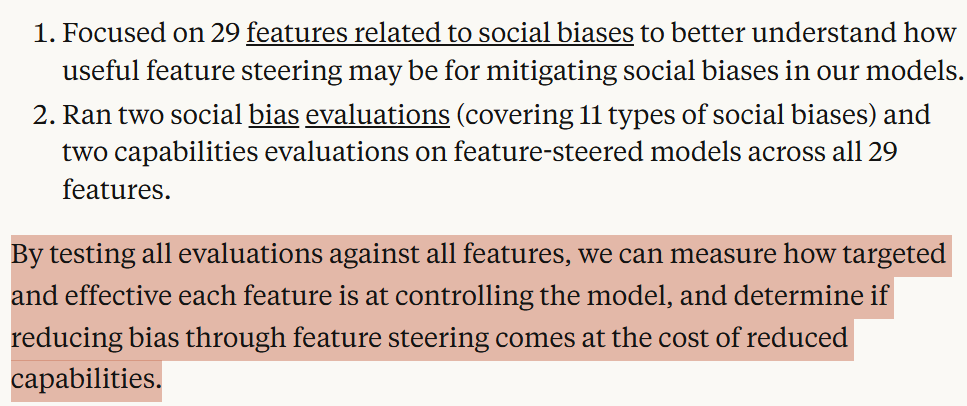 1. Focused on 29 features related to social biases to better understand how
useful feature steering may be for mitigating social biases in our models.
2. Ran two social bias evaluations (covering 11 types of social biases) and
two capabilities evaluations on feature-steered models across all 29
features.
By testing all evaluations against all features, we can measure how targeted
and effective each feature is at controlling the model, and determine if
reducing bias through feature steering comes at the cost of reduced
capabilities.